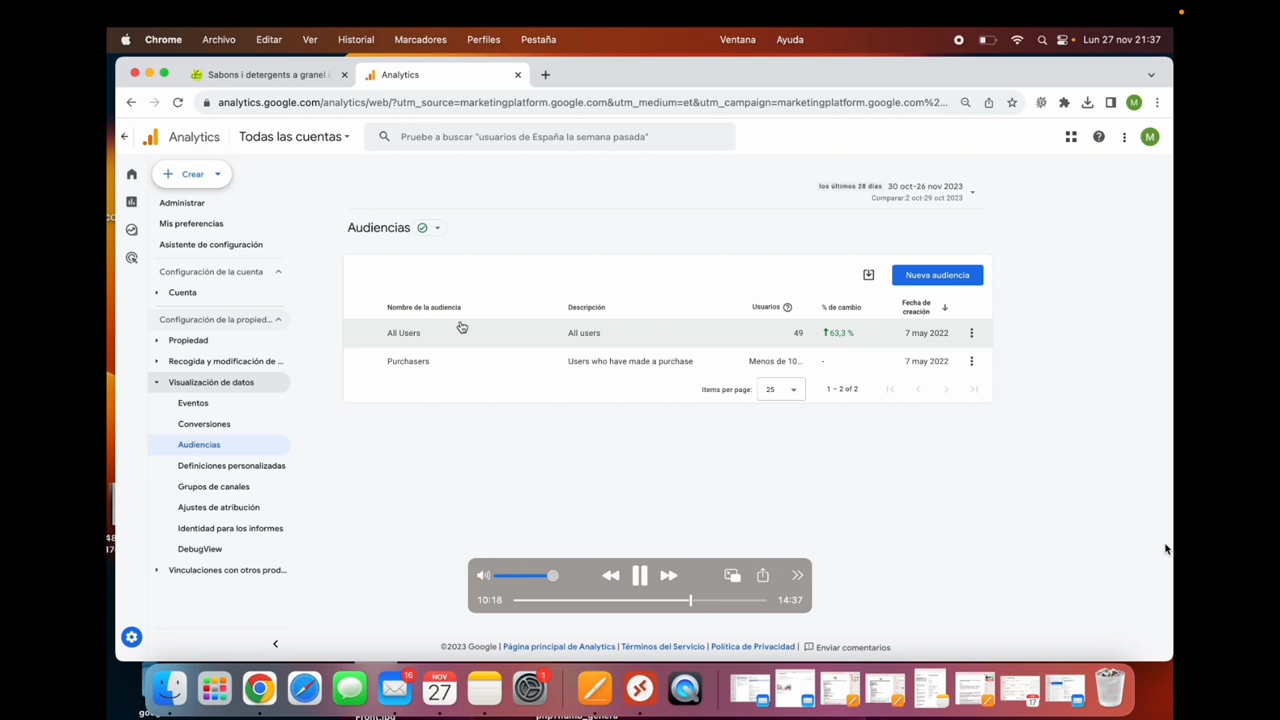 Chrome Archivo Editar Ver Historial Marcadores Perfiles Pestaña Ventana Ayuda Lun 27 nov 21:37
Sabons i detergents a granel i Analytics
analytics.google.com/analytics/web/?utm_source=marketingplatform.google.com&utm_medium=et&utm_campaign=marketingplatform.google.com%2... M
Analytics Todas las cuentas Pruebe a buscar "usuarios de España la semana pasada" M
Crear
los últimos 28 días 30 oct-26 nov 2023
Comparar:2 oct-29 oct 2023
Administrar
Mis preferencias
Asistente de configuración
Configuración de la cuenta
Cuenta
Configuración de la propied...
Propiedad
Recogida y modificación de ...
Visualización de datos
Eventos
Conversiones
Audiencias
Definiciones personalizadas
Grupos de canales
Ajustes de atribución
Identidad para los informes
DebugView
Vinculaciones con otros prod...
Audiencias
Nueva audiencia
Nombre de la audiencia Descripción Usuarios % de cambio Fecha de creación
All Users All users 49 63,3 % 7 may 2022
Purchasers Users who have made a purchase Menos de 10... - 7 may 2022
Items per page: 25 1 – 2 of 2
10:18 14:37
©2023 Google | Página principal de Analytics | Términos del Servicio | Política de Privacidad | Enviar comentarios
16 NOV 27 1 17